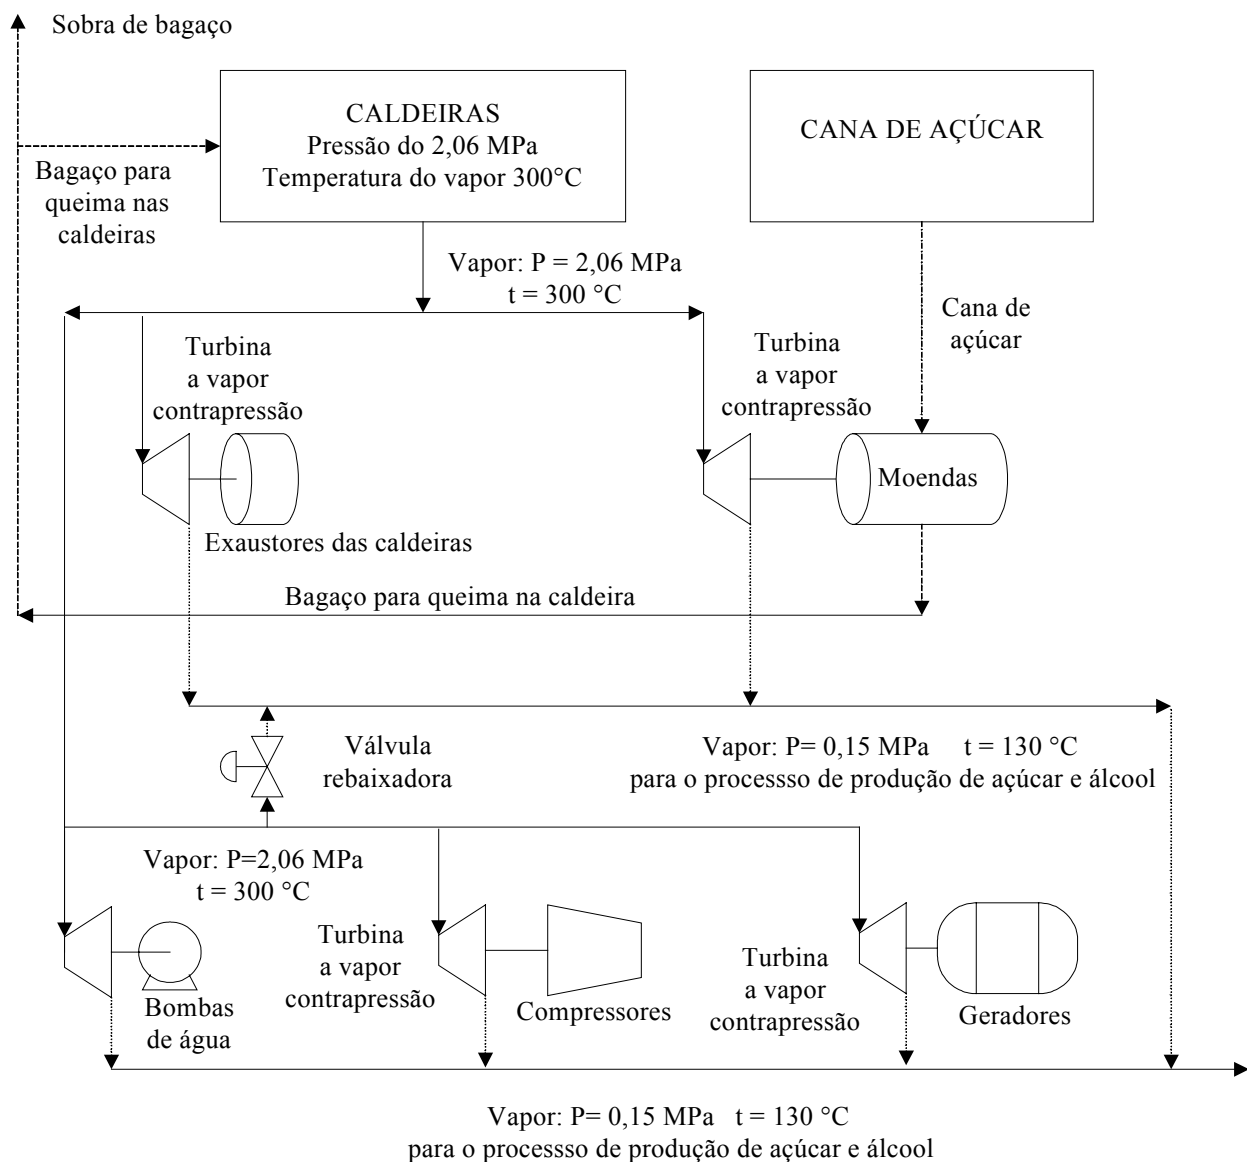 Sobra de bagaço
CALDEIRAS
Pressão do 2,06 MPa
Temperatura do vapor 300°C
CANA DE AÇÚCAR
Bagaço para
queima nas
caldeiras
Vapor: P = 2,06 MPa
t = 300 °C
Cana de
açúcar
Turbina
a vapor
contrapressão
Turbina
a vapor
contrapressão
Moendas
Exaustores das caldeiras
Bagaço para queima na caldeira
Válvula
rebaixadora
Vapor: P= 0,15 MPa t = 130 °C
para o processso de produção de açúcar e álcool
Vapor: P=2,06 MPa
t = 300 °C
Turbina
a vapor
contrapressão
Turbina
a vapor
contrapressão
Bombas
de água
Compressores
Geradores
Vapor: P= 0,15 MPa t = 130 °C
para o processso de produção de açúcar e álcool